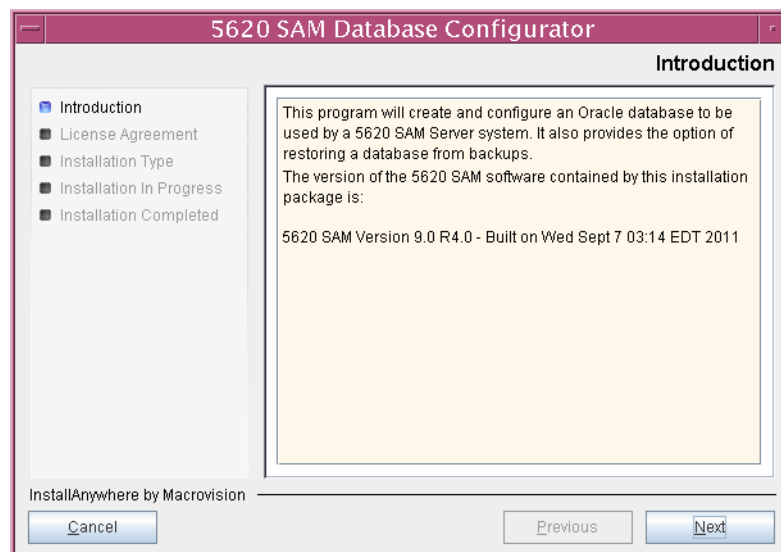 5620 SAM Database Configurator
Introduction
Introduction
License Agreement
Installation Type
Installation In Progress
Installation Completed
This program will create and configure an Oracle database to be
used by a 5620 SAM Server system. It also provides the option of
restoring a database from backups.
The version of the 5620 SAM software contained by this installation
package is:
5620 SAM Version 9.0 R4.0 - Built on Wed Sept 7 03:14 EDT 2011
InstallAnywhere by Macrovision
Cancel
Previous
Next